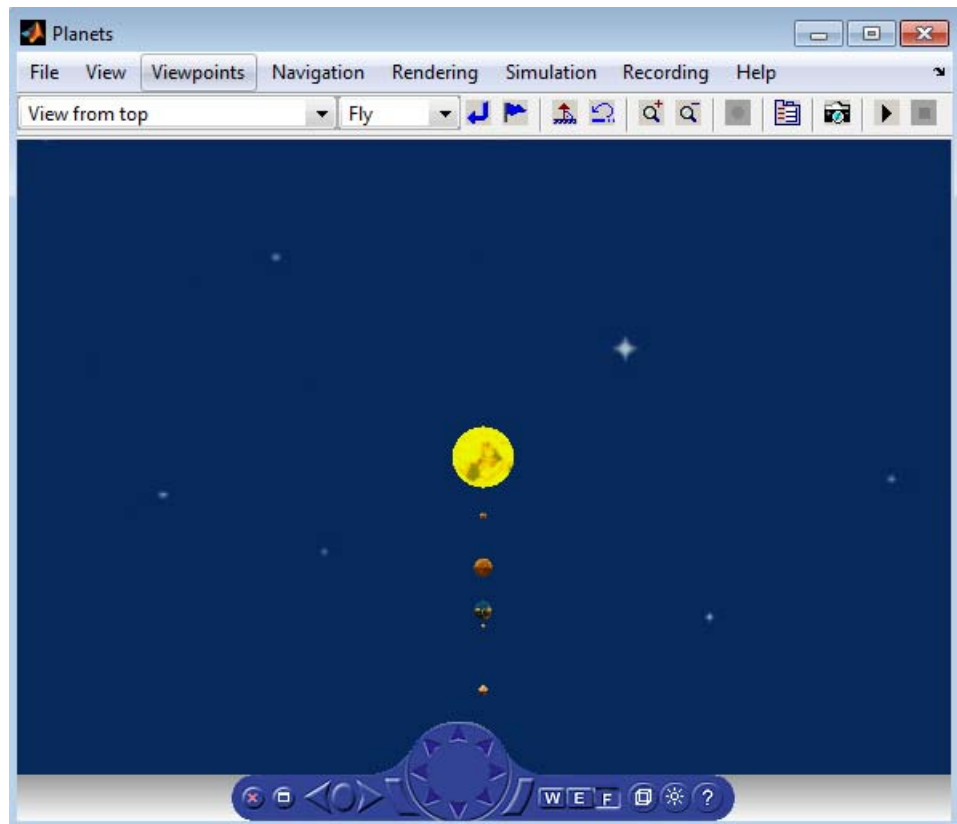 Planets
File View Viewpoints Navigation Rendering Simulation Recording Help
View from top Fly
W E F ?